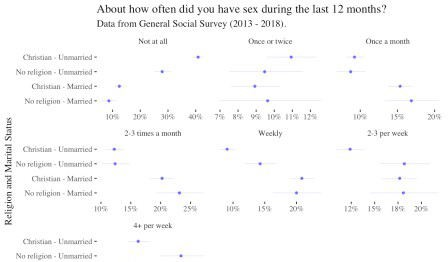 About how often did you have sex during the last 12 months?
Data from General Social Survey (2013 - 2018).
Not at all
Once or twice
Once a month
Christian - Unmarried
No religion - Unmarried
Christian - Married
No religion - Married
10% 20% 30% 40%
7% 8% 9% 10% 11% 12%
10% 15% 20%
2-3 times a month
Weekly
2-3 per week
Christian - Unmarried
No religion - Unmarried
Christian - Married
No religion - Married
10% 15% 20% 25%
10% 15% 20%
12% 15% 18% 20%
4+ per week
Christian - Unmarried
No religion - Unmarried
Religion and Marital Status